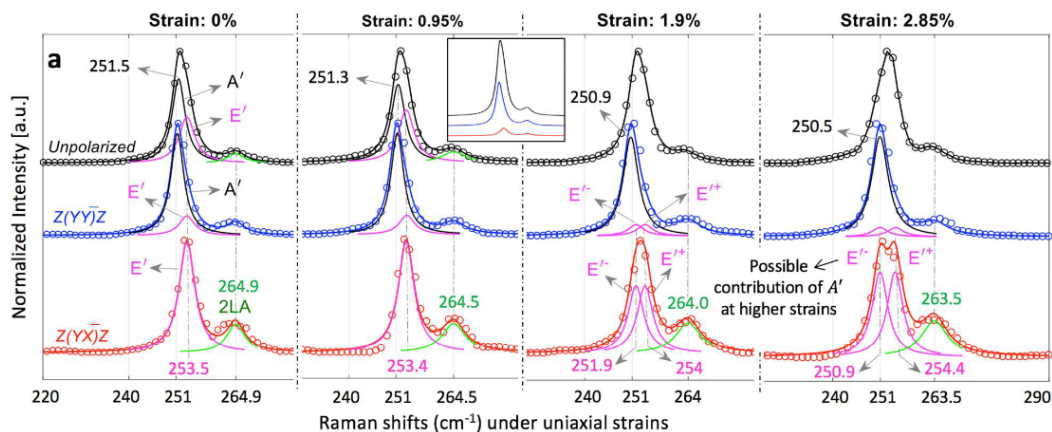 Strain: 0%
Strain: 0.95%
Strain: 1.9%
Strain: 2.85%
a
251.5
A′
E′
Unpolarized
251.3
250.9
250.5
E′
A′
Z(YY)Z̅
E′-
E′+
E′
264.9
2LA
Z(YX)Z̅
253.5
264.5
253.4
E′-
E′+
264.0
251.9
254
Possible
contribution of A′
at higher strains
E′-
E′+
263.5
250.9
254.4
220
240
251
264.9
240
251
264.5
240
251
264
240
251
263.5
290
Normalized Intensity [a.u.]
Raman shifts (cm⁻¹) under uniaxial strains